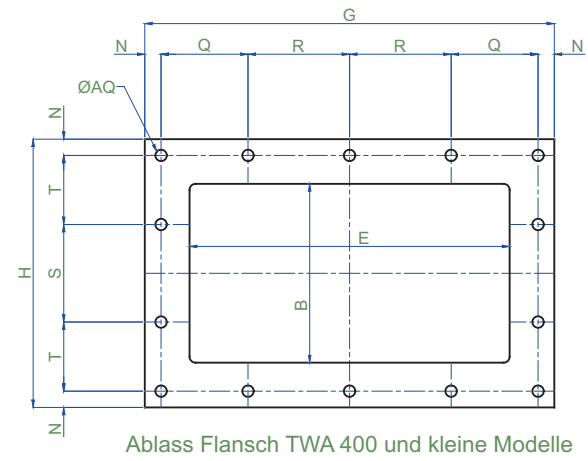 G
N Q R R Q N
ØAQ
N
T
H S
T
N
E
B
Ablass Flansch TWA 400 und kleine Modelle